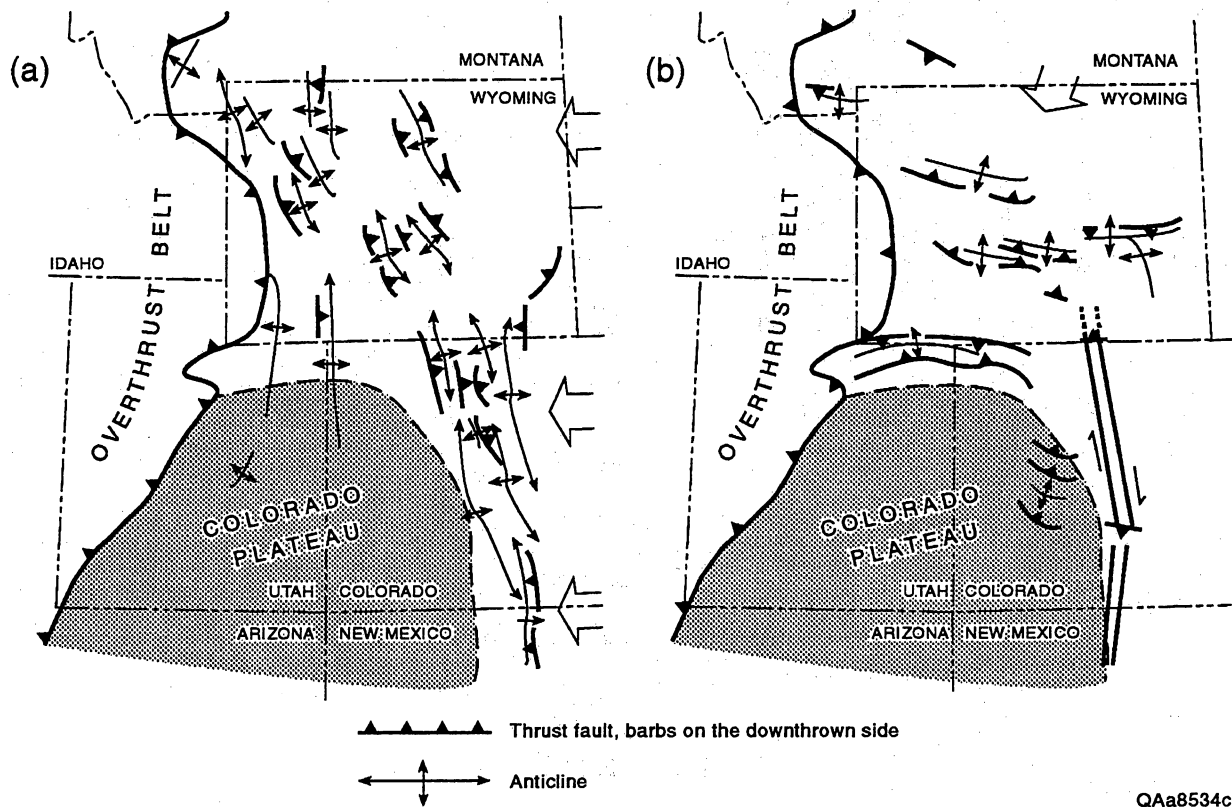 (a)
MONTANA
WYOMING
IDAHO
OVERTHRUST BELT
COLORADO
PLATEAU
UTAH COLORADO
ARIZONA NEW MEXICO
(b)
MONTANA
WYOMING
IDAHO
OVERTHRUST BELT
COLORADO
PLATEAU
UTAH COLORADO
ARIZONA NEW MEXICO
Thrust fault, barbs on the downthrown side
Anticline
QAa8534c